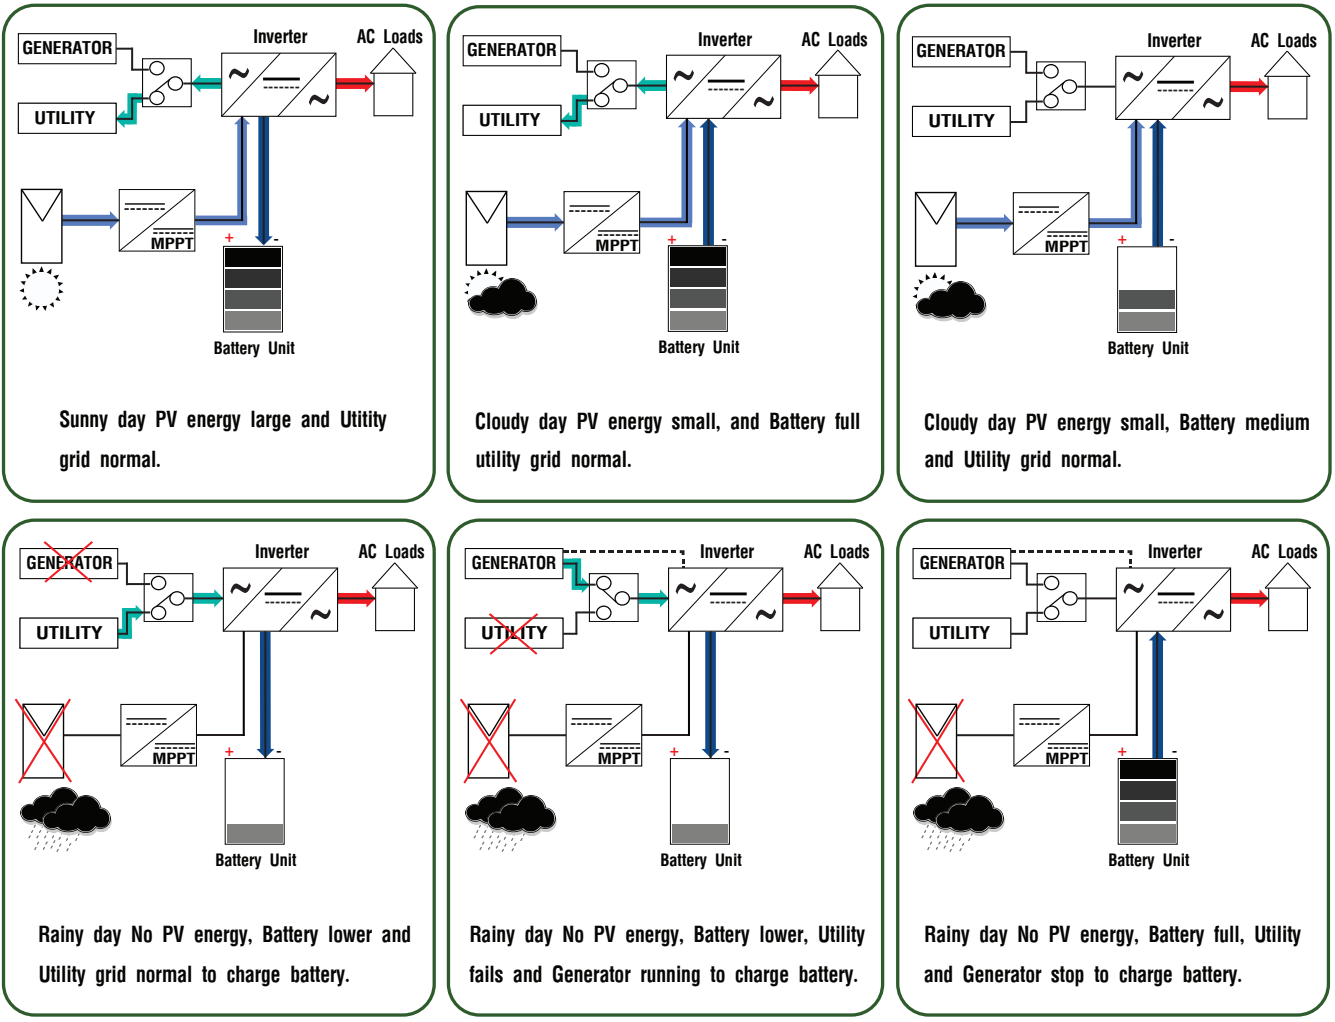 GENERATOR
UTILITY
Inverter
AC Loads
MPPT
+ -
Battery Unit
Sunny day PV energy large and Utitity
grid normal.
GENERATOR
UTILITY
Inverter
AC Loads
MPPT
+ -
Battery Unit
Cloudy day PV energy small, and Battery full
utility grid normal.
GENERATOR
UTILITY
Inverter
AC Loads
MPPT
+ -
Battery Unit
Cloudy day PV energy small, Battery medium
and Utility grid normal.
GENERATOR
UTILITY
Inverter
AC Loads
MPPT
+ -
Battery Unit
Rainy day No PV energy, Battery lower and
Utility grid normal to charge battery.
GENERATOR
UTILITY
Inverter
AC Loads
MPPT
+ -
Battery Unit
Rainy day No PV energy, Battery lower, Utility
fails and Generator running to charge battery.
GENERATOR
UTILITY
Inverter
AC Loads
MPPT
+ -
Battery Unit
Rainy day No PV energy, Battery full, Utility
and Generator stop to charge battery.